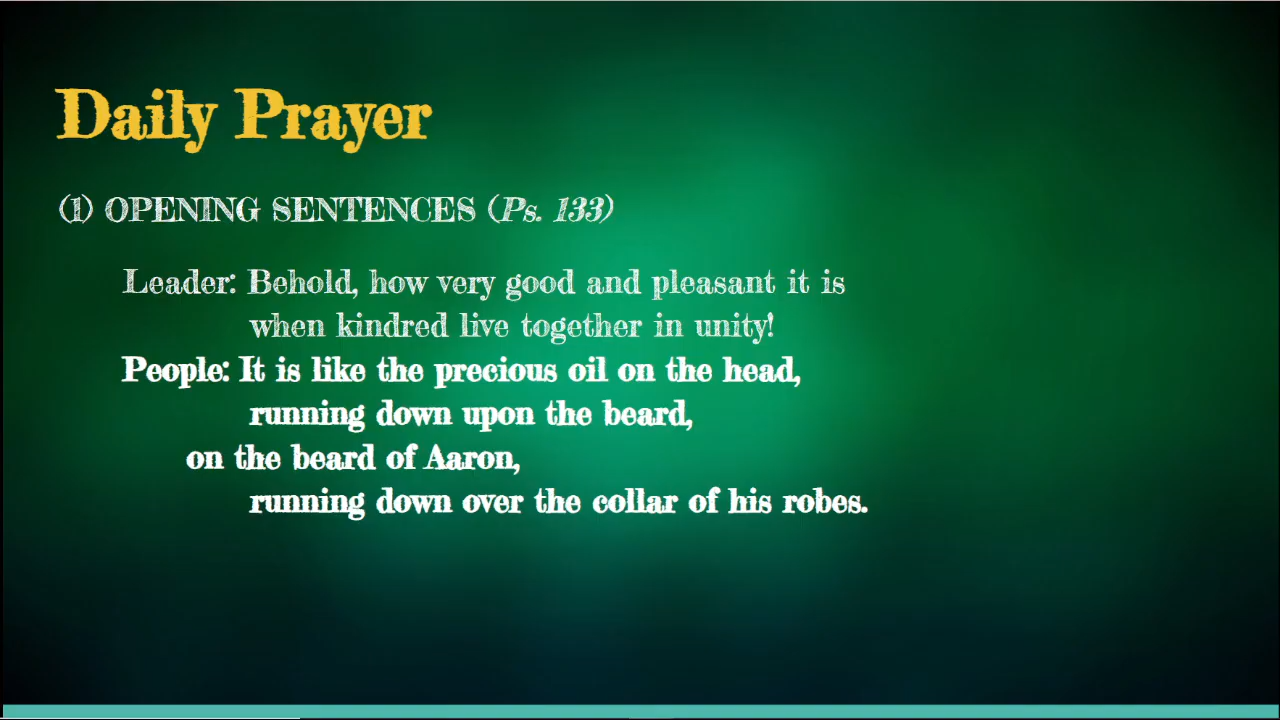 Daily Prayer
(1) OPENING SENTENCES (Ps. 133)
Leader: Behold, how very good and pleasant it is
when kindred live together in unity!
People: It is like the precious oil on the head,
running down upon the beard,
on the beard of Aaron,
running down over the collar of his robes.